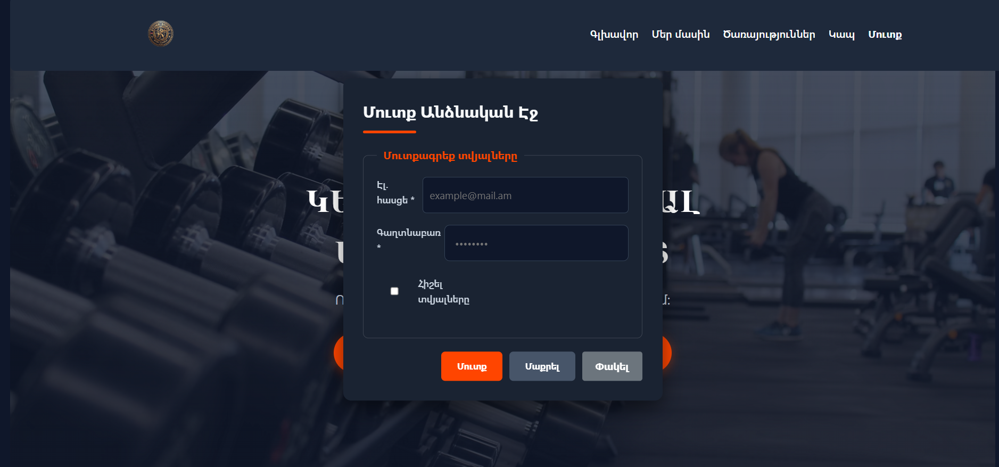 Գլխավոր Մեր մասին Ծառայություններ Կապ Մուտք
Մուտք Անձնական Էջ
Մուտքագրեք տվյալները
Էլ.
հասցե *
example@mail.am
Գաղտնաբառ
*
••••••••
Հիշել
տվյալները
Մուտք Մաքրել Փակել